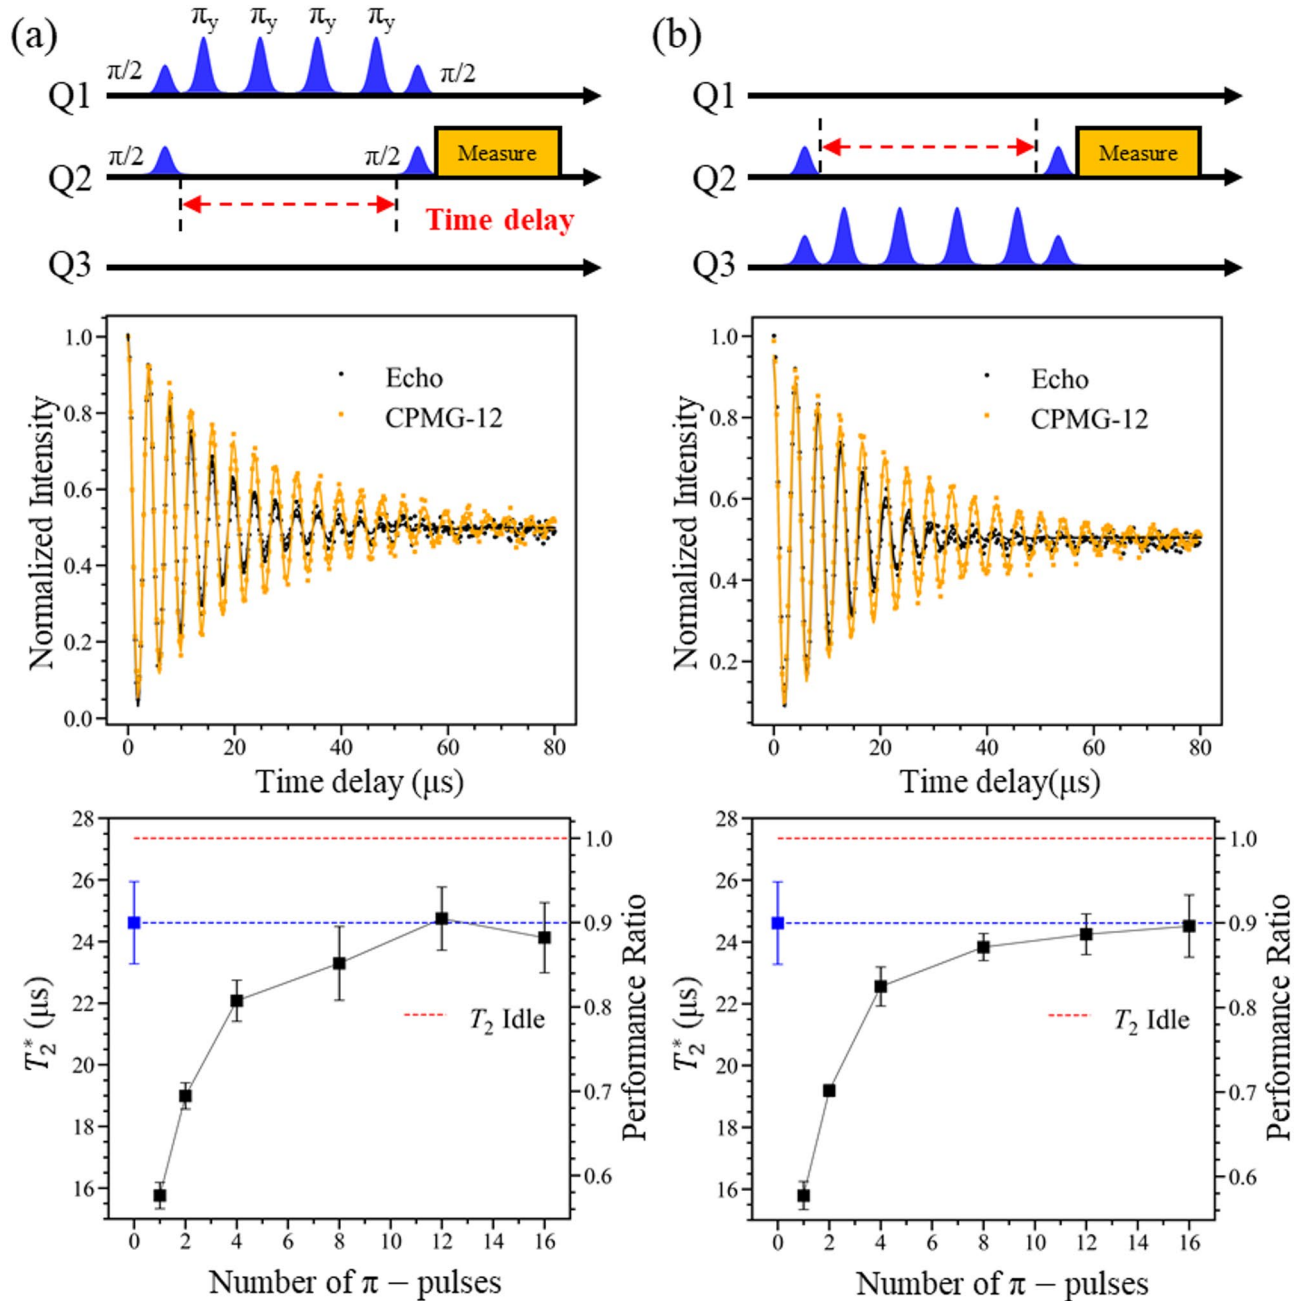 (a)
π_y π_y π_y π_y
π/2 π/2
Q1
π/2 π/2 Measure
Q2
Time delay
Q3
(b)
Q1
Measure
Q2
Q3
Echo
CPMG-12
Normalized Intensity
1.0
0.8
0.6
0.4
0.2
0.0
0 20 40 60 80
Time delay (μs)
Echo
CPMG-12
Normalized Intensity
1.0
0.8
0.6
0.4
0.2
0 20 40 60 80
Time delay(μs)
T₂* (μs)
28
26
24
22
20
18
16
T₂ Idle
1.0
0.9
0.8
0.7
0.6
Performance Ratio
0 2 4 6 8 10 12 14 16
Number of π − pulses
T₂* (μs)
28
26
24
22
20
18
16
T₂ Idle
1.0
0.9
0.8
0.7
0.6
Performance Ratio
0 2 4 6 8 10 12 14 16
Number of π − pulses